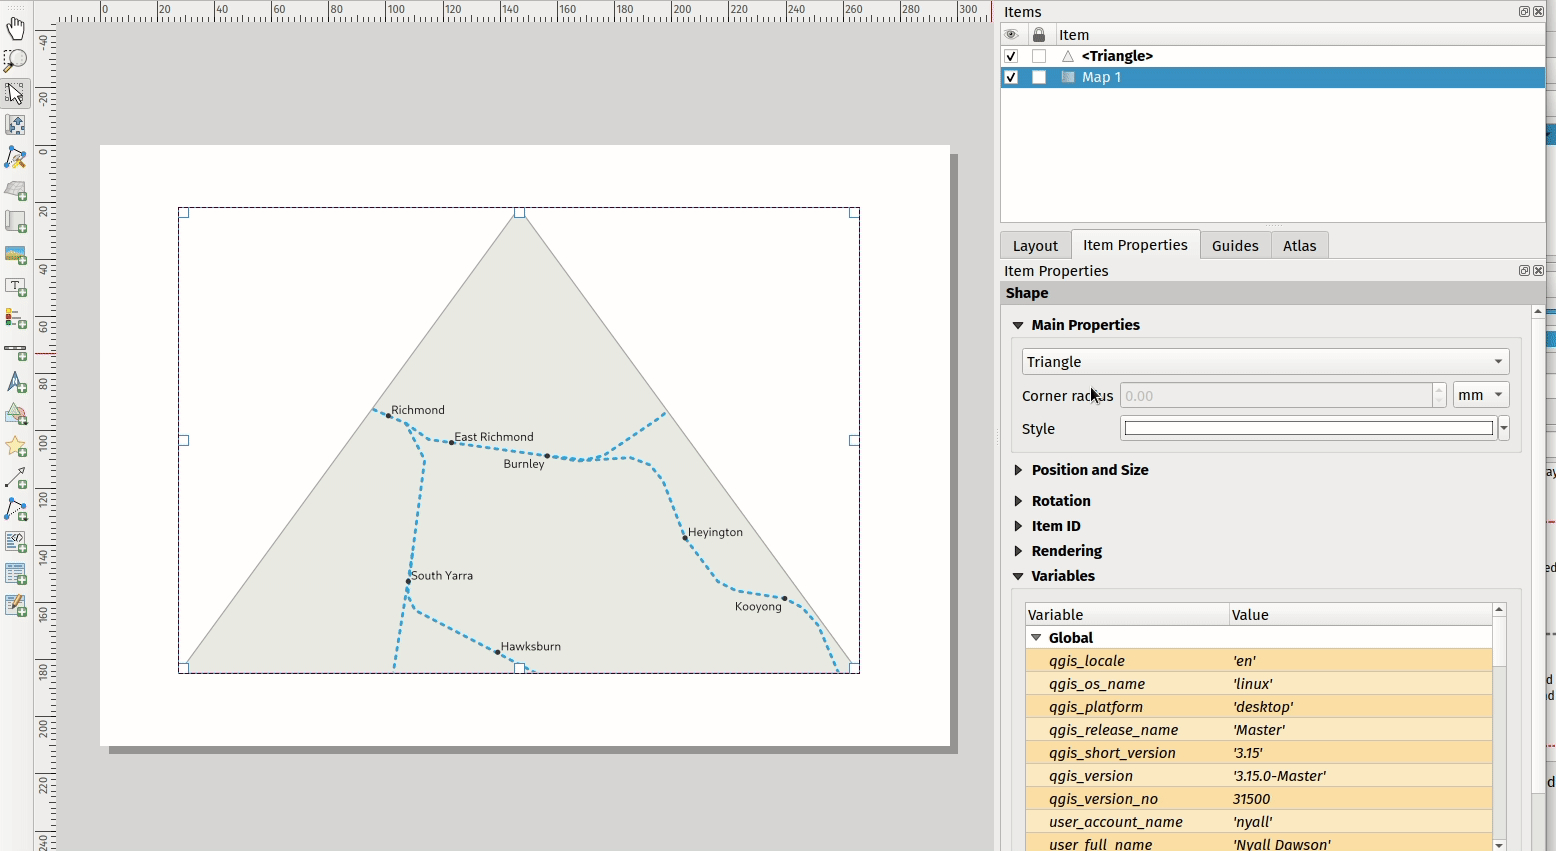 0 20 40 60 80 100 120 140 160 180 200 220 240 260 280 300
-40
-20
0
20
40
60
80
100
120
140
160
180
200
220
240
Richmond
East Richmond
Burnley
Heyington
South Yarra
Kooyong
Hawksburn
Items
Item
<Triangle>
Map 1
Layout Item Properties Guides Atlas
Item Properties
Shape
Main Properties
Triangle
Corner radius 0.00 mm
Style
Position and Size
Rotation
Item ID
Rendering
Variables
Variable Value
Global
qgis_locale 'en'
qgis_os_name 'linux'
qgis_platform 'desktop'
qgis_release_name 'Master'
qgis_short_version '3.15'
qgis_version '3.15.0-Master'
qgis_version_no 31500
user_account_name 'nyall'
user_full_name 'Nyall Dawson'